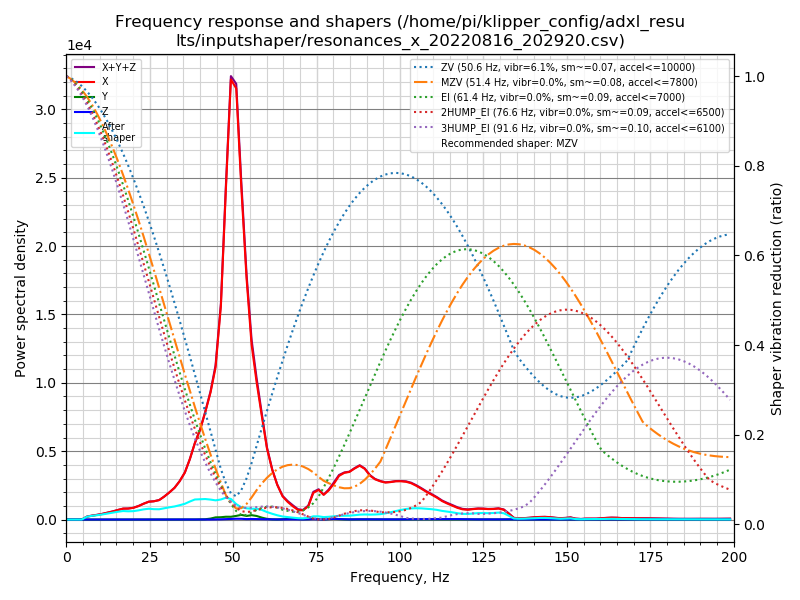 Frequency response and shapers (/home/pi/klipper_config/adxl_resu
lts/inputshaper/resonances_x_20220816_202920.csv)
1e4
X+Y+Z
X
Y
Z
After
shaper
ZV (50.6 Hz, vibr=6.1%, sm~=0.07, accel<=10000)
MZV (51.4 Hz, vibr=0.0%, sm~=0.08, accel<=7800)
EI (61.4 Hz, vibr=0.0%, sm~=0.09, accel<=7000)
2HUMP_EI (76.6 Hz, vibr=0.0%, sm~=0.09, accel<=6500)
3HUMP_EI (91.6 Hz, vibr=0.0%, sm~=0.10, accel<=6100)
Recommended shaper: MZV
Power spectral density
3.0
2.5
2.0
1.5
1.0
0.5
0.0
1.0
0.8
0.6
0.4
0.2
0.0
Shaper vibration reduction (ratio)
0 25 50 75 100 125 150 175 200
Frequency, Hz